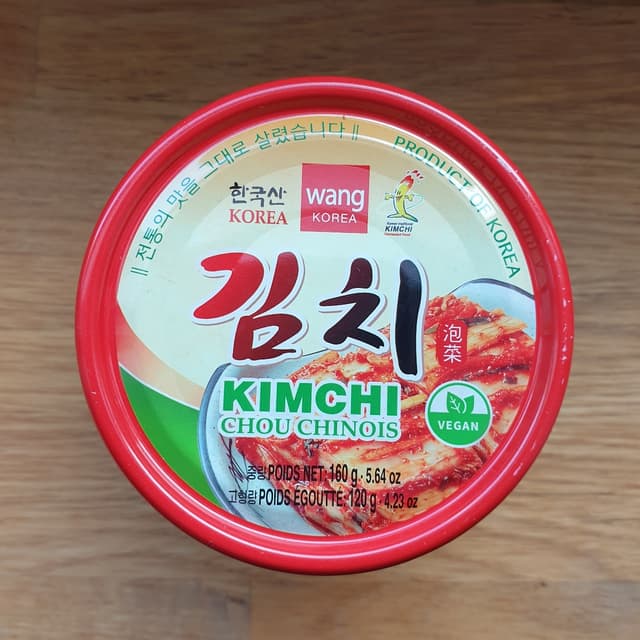 || 전통의 맛을 그대로 살렸습니다 ||
PRODUCT OF KOREA
한국산
KOREA
wang
KOREA
KIMCHI
김치
泡菜
KIMCHI
CHOU CHINOIS
VEGAN
중량 POIDS NET: 160 g · 5.64 oz
고형량 POIDS ÉGOUTTÉ: 120 g · 4.23 oz